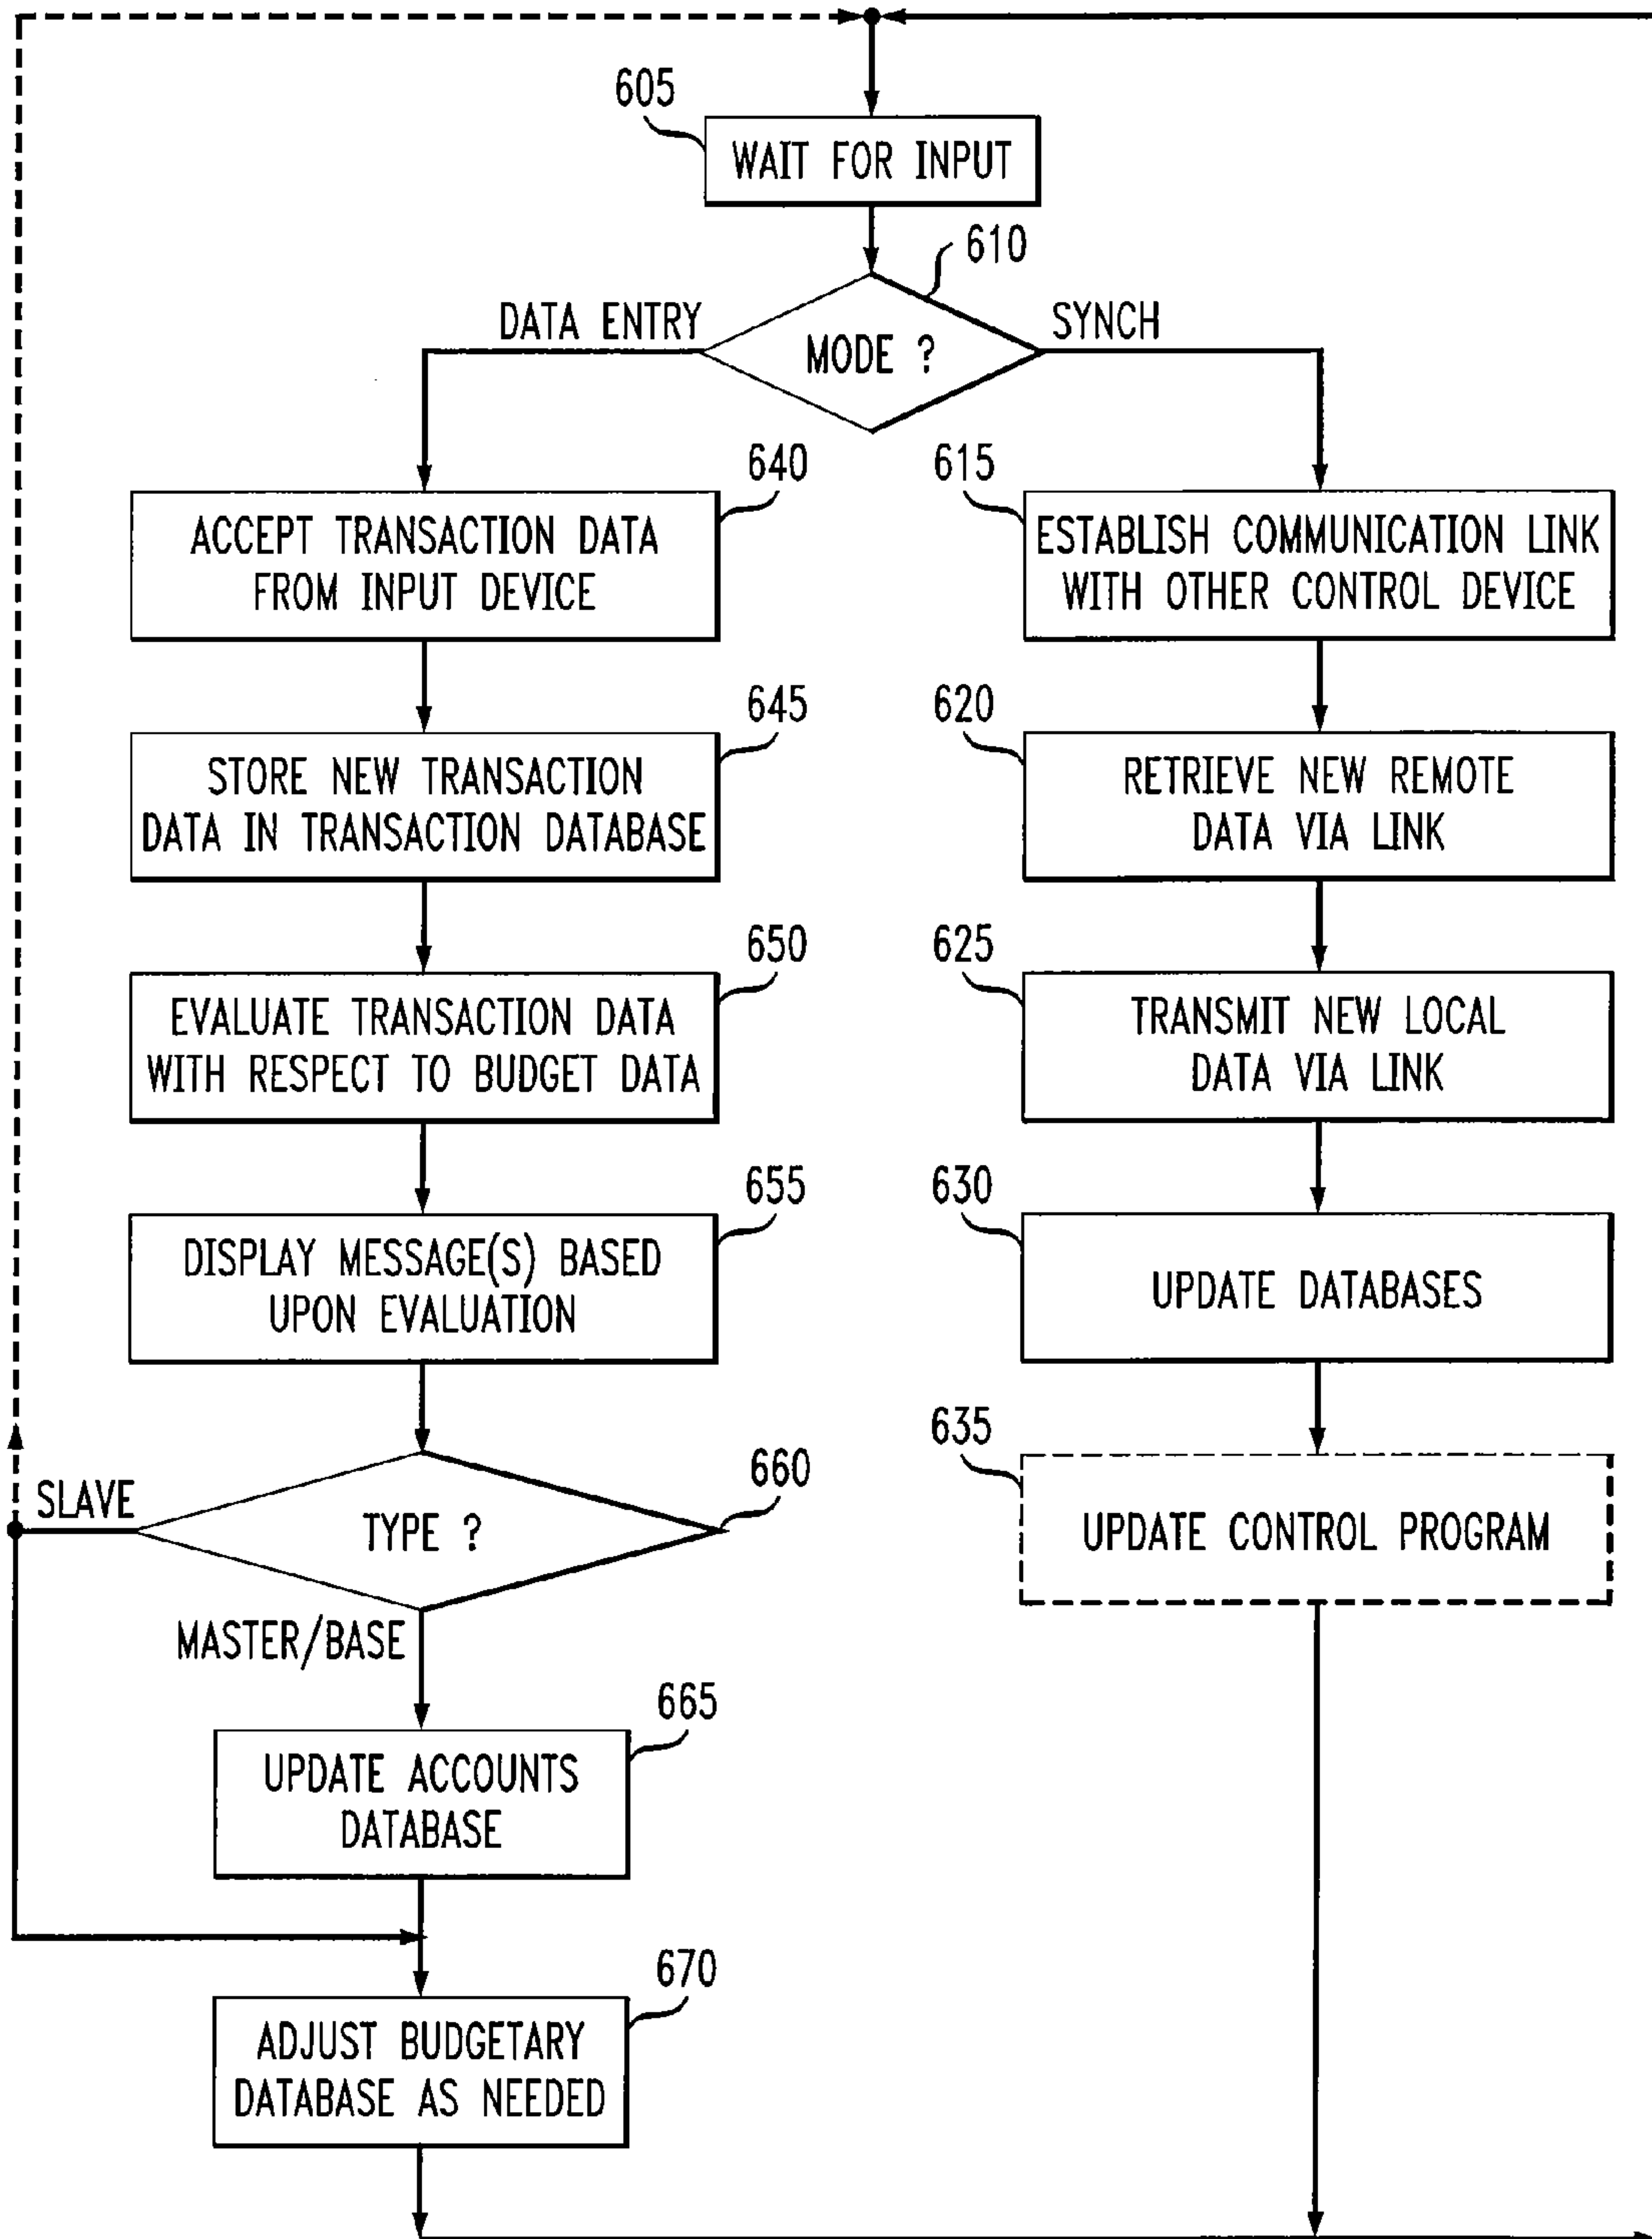 605
WAIT FOR INPUT
610
DATA ENTRY
SYNCH
MODE ?
640
ACCEPT TRANSACTION DATA
FROM INPUT DEVICE
645
STORE NEW TRANSACTION
DATA IN TRANSACTION DATABASE
650
EVALUATE TRANSACTION DATA
WITH RESPECT TO BUDGET DATA
655
DISPLAY MESSAGE(S) BASED
UPON EVALUATION
660
SLAVE
TYPE ?
MASTER/BASE
665
UPDATE ACCOUNTS
DATABASE
670
ADJUST BUDGETARY
DATABASE AS NEEDED
615
ESTABLISH COMMUNICATION LINK
WITH OTHER CONTROL DEVICE
620
RETRIEVE NEW REMOTE
DATA VIA LINK
625
TRANSMIT NEW LOCAL
DATA VIA LINK
630
UPDATE DATABASES
635
UPDATE CONTROL PROGRAM